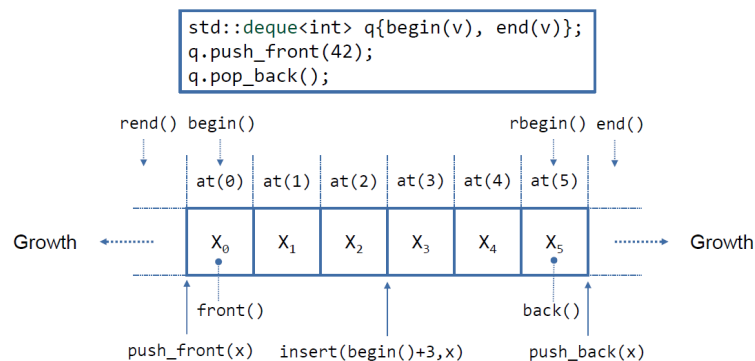 std::deque<int> q{begin(v), end(v)};
q.push_front(42);
q.pop_back();
rend() begin() rbegin() end()
at(0) at(1) at(2) at(3) at(4) at(5)
Growth X₀ X₁ X₂ X₃ X₄ X₅ Growth
front() back()
push_front(x) insert(begin()+3,x) push_back(x)